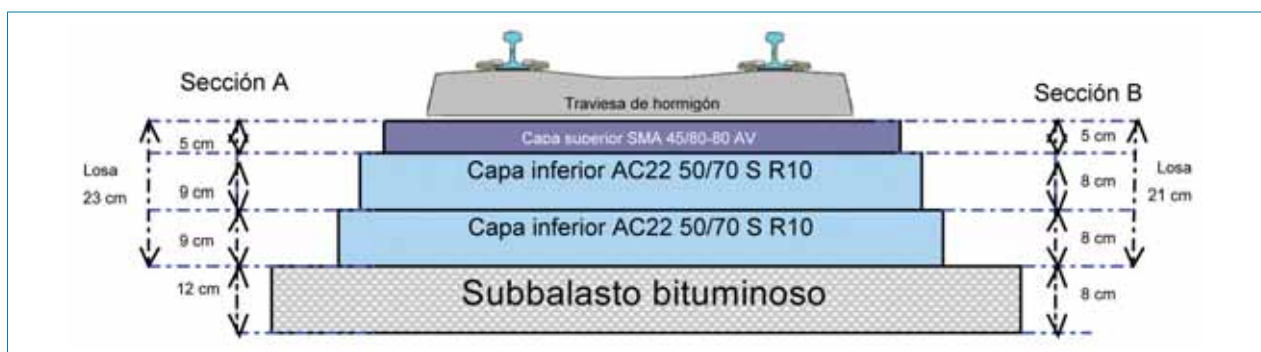 Sección A
Sección B
Traviesa de hormigón
Capa superior SMA 45/80-80 AV
5 cm
5 cm
Losa
23 cm
Losa
21 cm
Capa inferior AC22 50/70 S R10
9 cm
8 cm
Capa inferior AC22 50/70 S R10
9 cm
8 cm
12 cm
Subbalasto bituminoso
8 cm